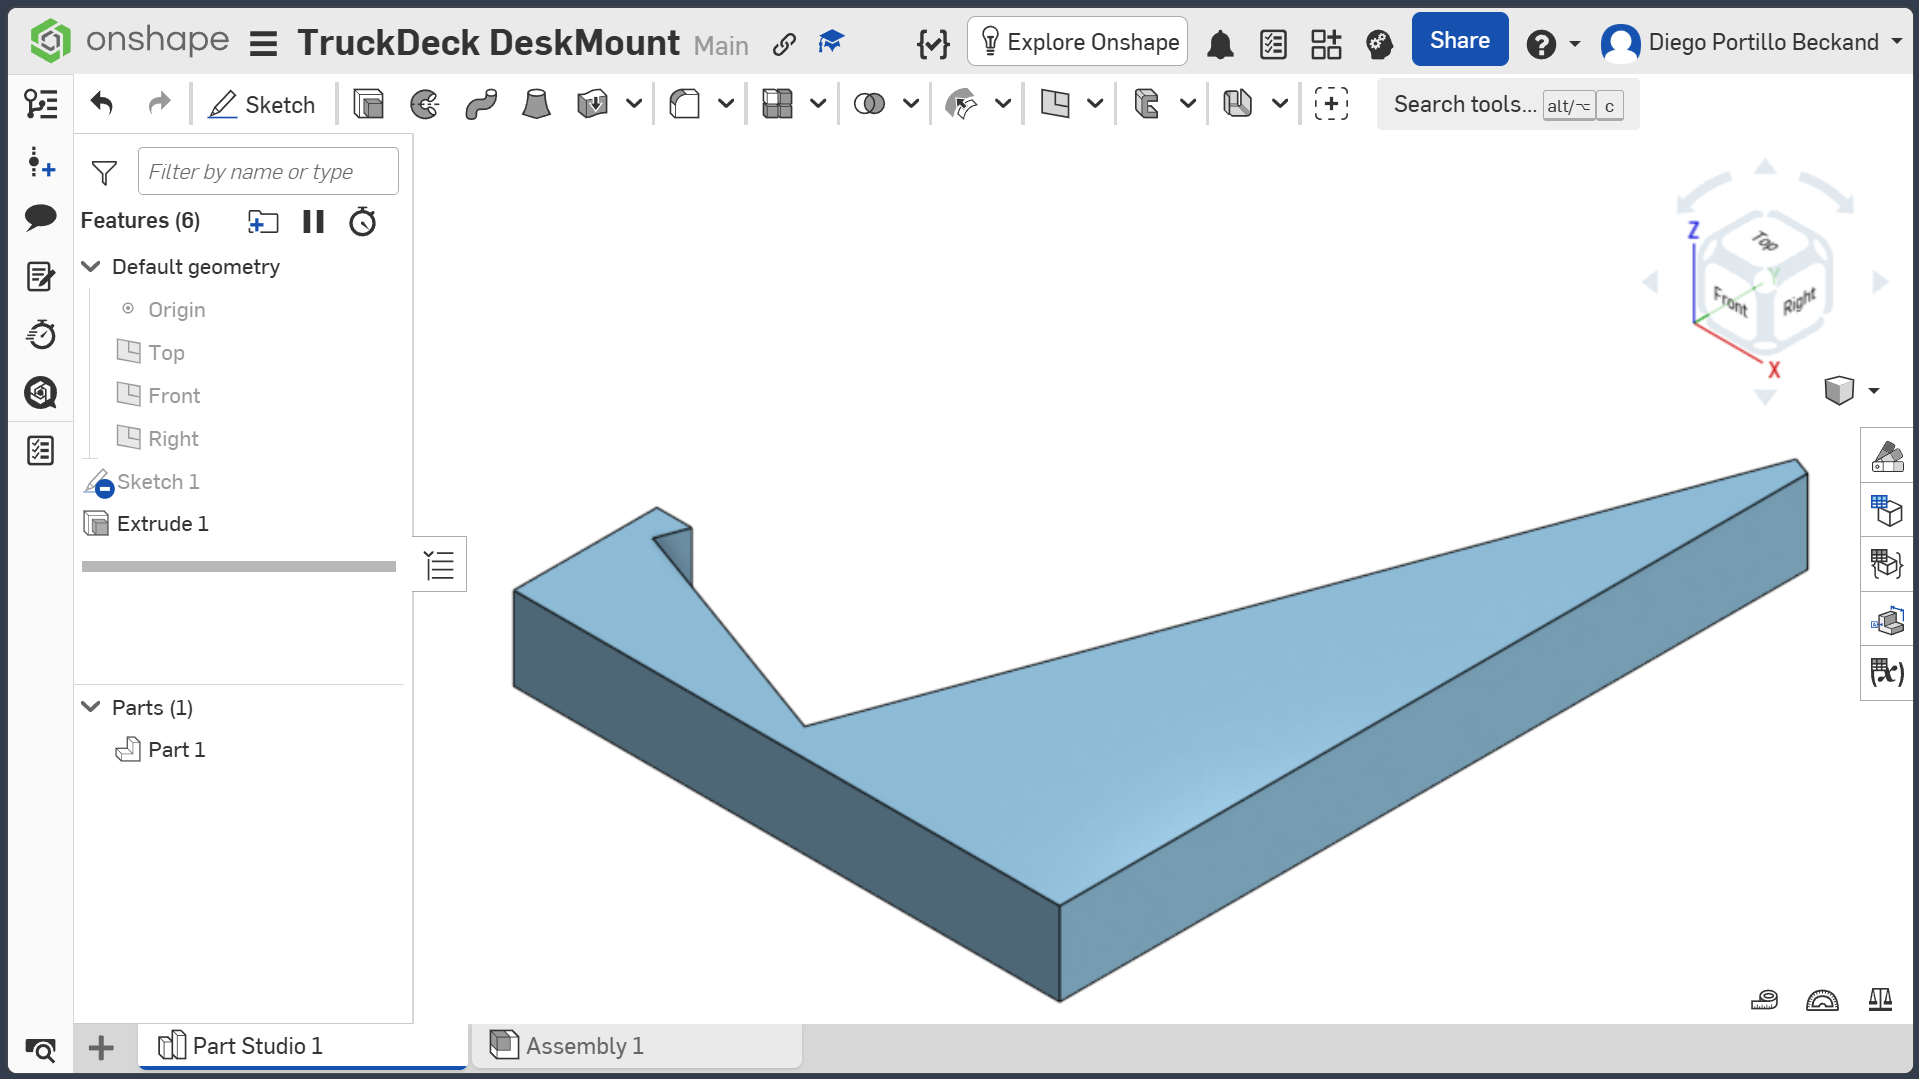 onshape TruckDeck DeskMount Main Explore Onshape Share Diego Portillo Beckand
Sketch Search tools... alt/⌥ c
Filter by name or type
Features (6)
Default geometry
Origin
Top
Front
Right
Sketch 1
Extrude 1
Parts (1)
Part 1
Z
Top
Y
Front Right
X
Part Studio 1 Assembly 1